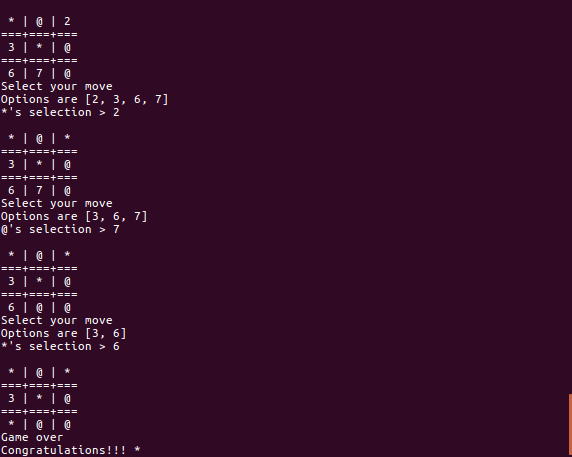 * | @ | 2
===+===+===
3 | * | @
===+===+===
6 | 7 | @
Select your move
Options are [2, 3, 6, 7]
*'s selection > 2
* | @ | *
===+===+===
3 | * | @
===+===+===
6 | 7 | @
Select your move
Options are [3, 6, 7]
@'s selection > 7
* | @ | *
===+===+===
3 | * | @
===+===+===
6 | @ | @
Select your move
Options are [3, 6]
*'s selection > 6
* | @ | *
===+===+===
3 | * | @
===+===+===
* | @ | @
Game over
Congratulations!!! *